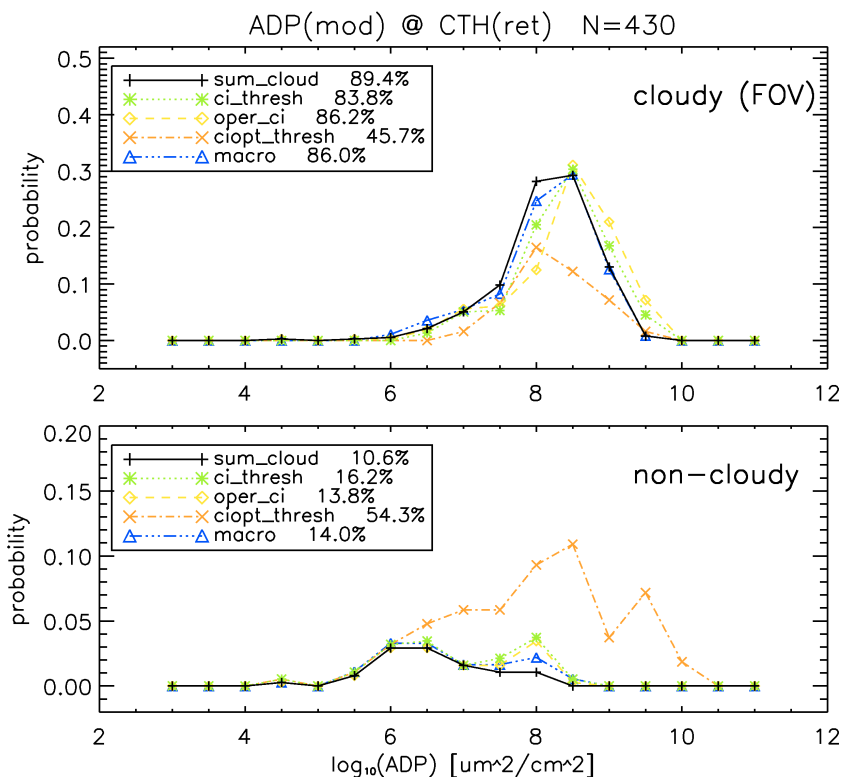 ADP(mod) @ CTH(ret) N=430
0.5
sum_cloud 89.4%
ci_thresh 83.8%
cloudy (FOV)
oper_ci 86.2%
0.4
ciopt_thresh 45.7%
macro 86.0%
0.3
probability
0.2
0.1
0.0
2 4 6 8 10 12
0.20
sum_cloud 10.6%
ci_thresh 16.2%
non-cloudy
oper_ci 13.8%
0.15
ciopt_thresh 54.3%
macro 14.0%
probability
0.10
0.05
0.00
2 4 6 8 10 12
log₁₀(ADP) [um^2/cm^2]